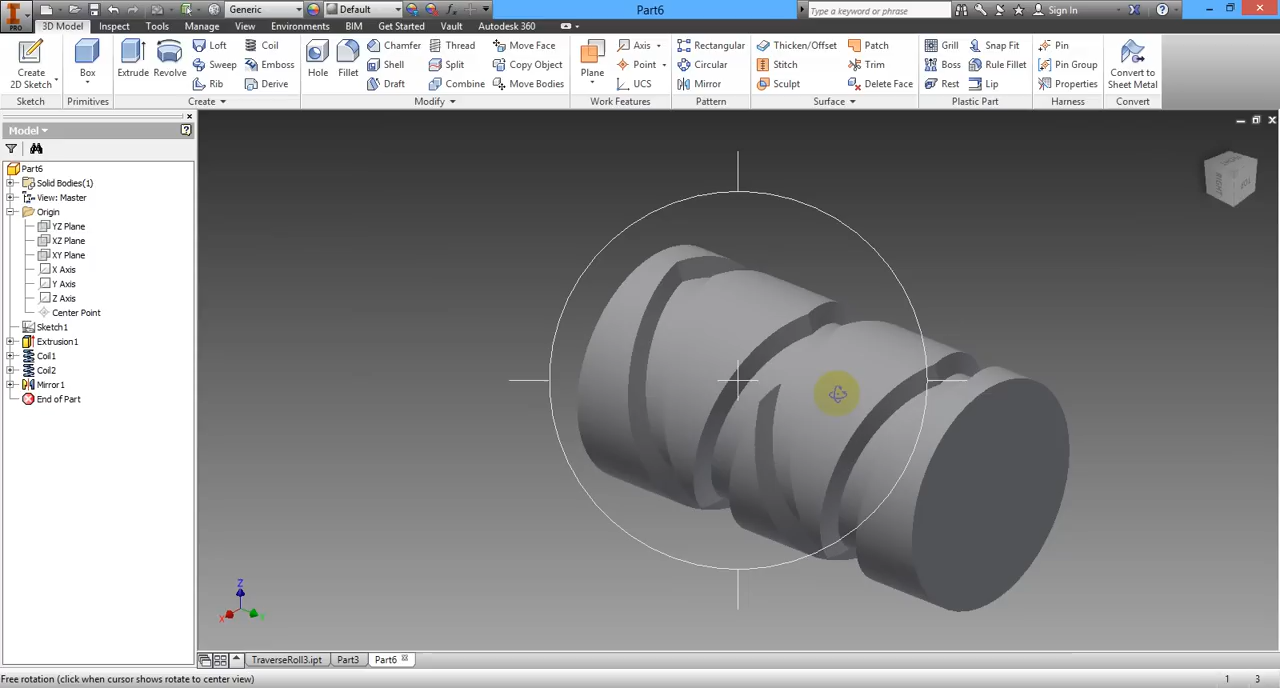 Generic
Default
Part6
Type a keyword or phrase
Sign In
PRO
3D Model Inspect Tools Manage View Environments BIM Get Started Vault Autodesk 360
Create
2D Sketch
Box
Extrude
Revolve
Loft
Sweep
Rib
Coil
Emboss
Derive
Hole
Fillet
Chamfer
Shell
Draft
Thread
Split
Combine
Move Face
Copy Object
Move Bodies
Plane
Axis
Point
UCS
Rectangular
Circular
Mirror
Thicken/Offset
Stitch
Sculpt
Patch
Trim
Delete Face
Grill
Boss
Rest
Snap Fit
Rule Fillet
Lip
Pin
Pin Group
Properties
Convert to
Sheet Metal
Sketch Primitives Create Modify Work Features Pattern Surface Plastic Part Harness Convert
Model
Part6
Solid Bodies(1)
View: Master
Origin
YZ Plane
XZ Plane
XY Plane
X Axis
Y Axis
Z Axis
Center Point
Sketch1
Extrusion1
Coil1
Coil2
Mirror1
End of Part
RIGHT
Z
X
TraverseRoll3.ipt Part3 Part6
Free rotation (click when cursor shows rotate to center view)
1 3